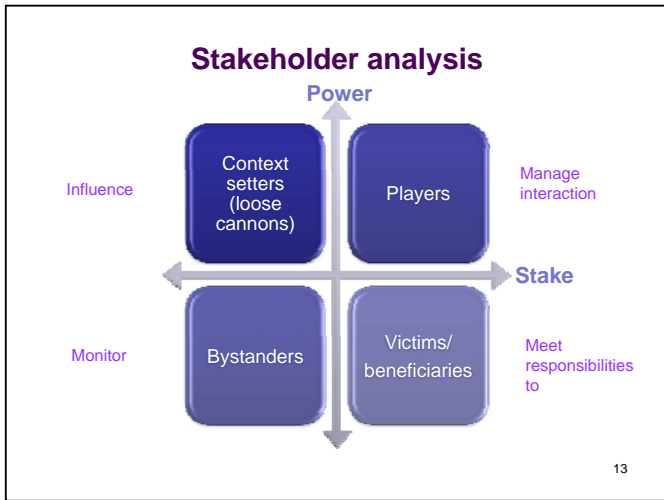 Stakeholder analysis
Power
Influence
Context
setters
(loose
cannons)
Players
Manage
interaction
Stake
Monitor
Bystanders
Victims/
beneficiaries
Meet
responsibilities
to
13